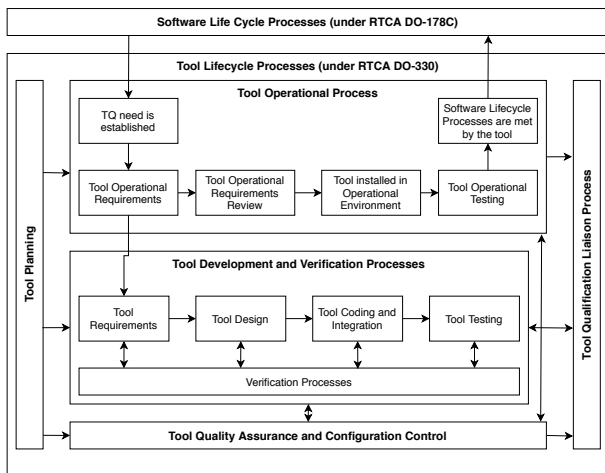 Software Life Cycle Processes (under RTCA DO-178C)
Tool Lifecycle Processes (under RTCA DO-330)
Tool Planning
Tool Operational Process
TQ need is
established
Software Lifecycle
Processes are met
by the tool
Tool Operational
Requirements
Tool Operational
Requirements
Review
Tool installed in
Operational
Environment
Tool Operational
Testing
Tool Development and Verification Processes
Tool
Requirements
Tool Design
Tool Coding and
Integration
Tool Testing
Verification Processes
Tool Quality Assurance and Configuration Control
Tool Qualification Liaison Process